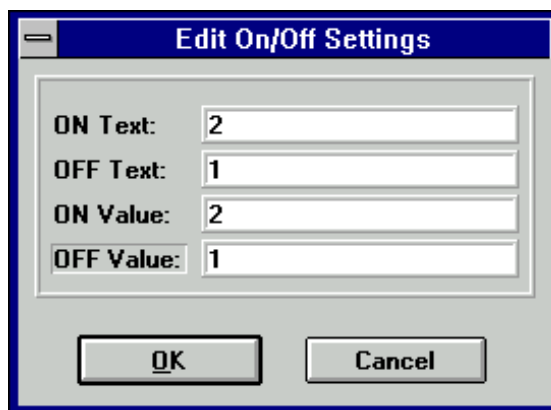 Edit On/Off Settings
ON Text: 2
OFF Text: 1
ON Value: 2
OFF Value: 1
OK Cancel